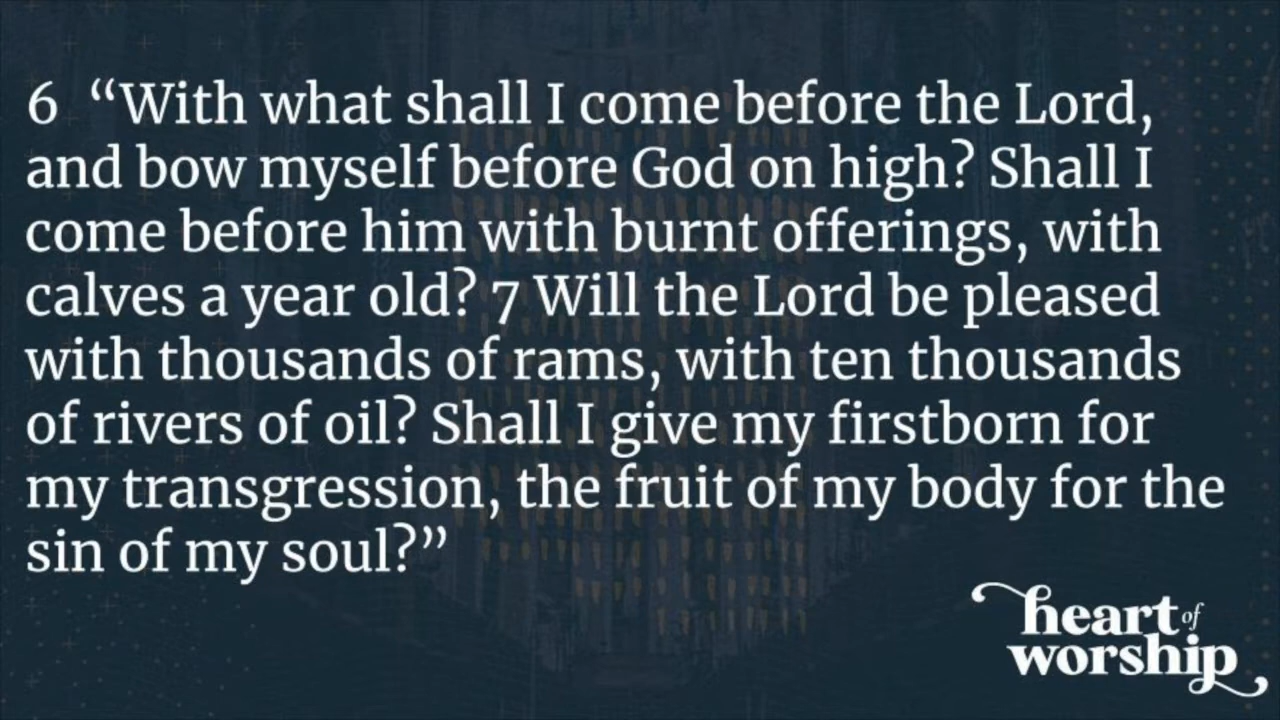 6 “With what shall I come before the Lord,
and bow myself before God on high? Shall I
come before him with burnt offerings, with
calves a year old? 7 Will the Lord be pleased
with thousands of rams, with ten thousands
of rivers of oil? Shall I give my firstborn for
my transgression, the fruit of my body for the
sin of my soul?”
heart of
worship